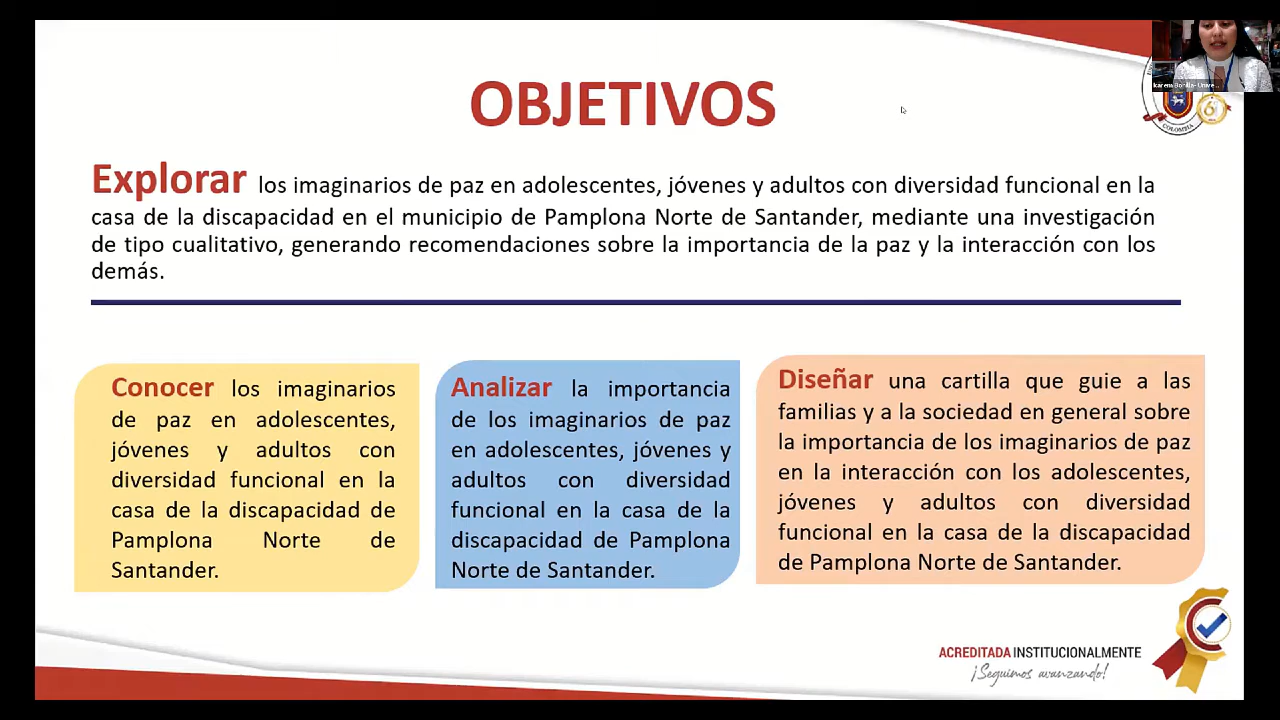 OBJETIVOS
Karem Bonilla- Unive...
COLOMBIA
Explorar los imaginarios de paz en adolescentes, jóvenes y adultos con diversidad funcional en la
casa de la discapacidad en el municipio de Pamplona Norte de Santander, mediante una investigación
de tipo cualitativo, generando recomendaciones sobre la importancia de la paz y la interacción con los
demás.
Conocer los imaginarios
de paz en adolescentes,
jóvenes y adultos con
diversidad funcional en la
casa de la discapacidad de
Pamplona Norte de
Santander.
Analizar la importancia
de los imaginarios de paz
en adolescentes, jóvenes y
adultos con diversidad
funcional en la casa de la
discapacidad de Pamplona
Norte de Santander.
Diseñar una cartilla que guie a las
familias y a la sociedad en general sobre
la importancia de los imaginarios de paz
en la interacción con los adolescentes,
jóvenes y adultos con diversidad
funcional en la casa de la discapacidad
de Pamplona Norte de Santander.
ACREDITADA INSTITUCIONALMENTE
¡Seguimos avanzando!